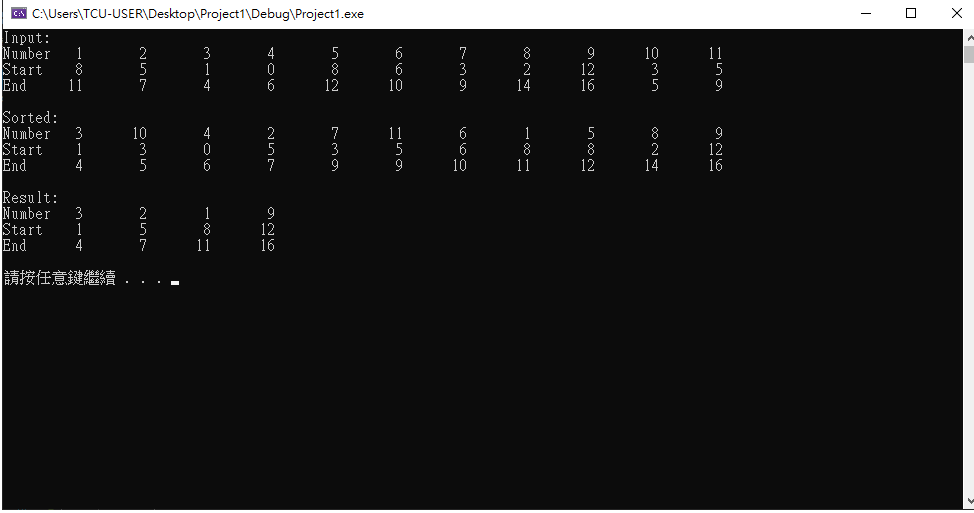 C:\Users\TCU-USER\Desktop\Project1\Debug\Project1.exe
Input:
Number 1 2 3 4 5 6 7 8 9 10 11
Start 8 5 1 0 8 6 3 2 12 3 5
End 11 7 4 6 12 10 9 14 16 5 9
Sorted:
Number 3 10 4 2 7 11 6 1 5 8 9
Start 1 3 0 5 3 5 6 8 8 2 12
End 4 5 6 7 9 9 10 11 12 14 16
Result:
Number 3 2 1 9
Start 1 5 8 12
End 4 7 11 16
請按任意鍵繼續 . . .